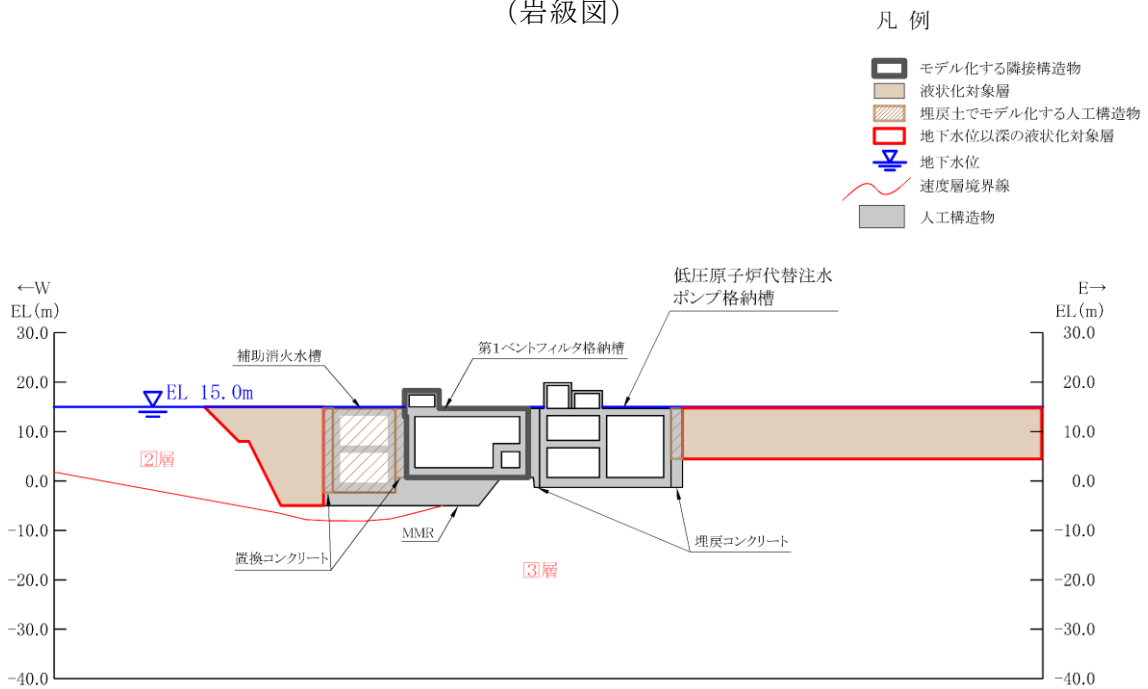 (岩級図)
凡 例
モデル化する隣接構造物
液状化対象層
埋戻土でモデル化する人工構造物
地下水位以深の液状化対象層
地下水位
速度層境界線
人工構造物
←W
EL(m)
E→
EL(m)
低圧原子炉代替注水
ポンプ格納槽
第1ベントフィルタ格納槽
補助消火水槽
EL 15.0m
30.0
20.0
10.0
0.0
-10.0
-20.0
-30.0
-40.0
30.0
20.0
10.0
0.0
-10.0
-20.0
-30.0
-40.0
②層
③層
MMR
置換コンクリート
埋戻コンクリート